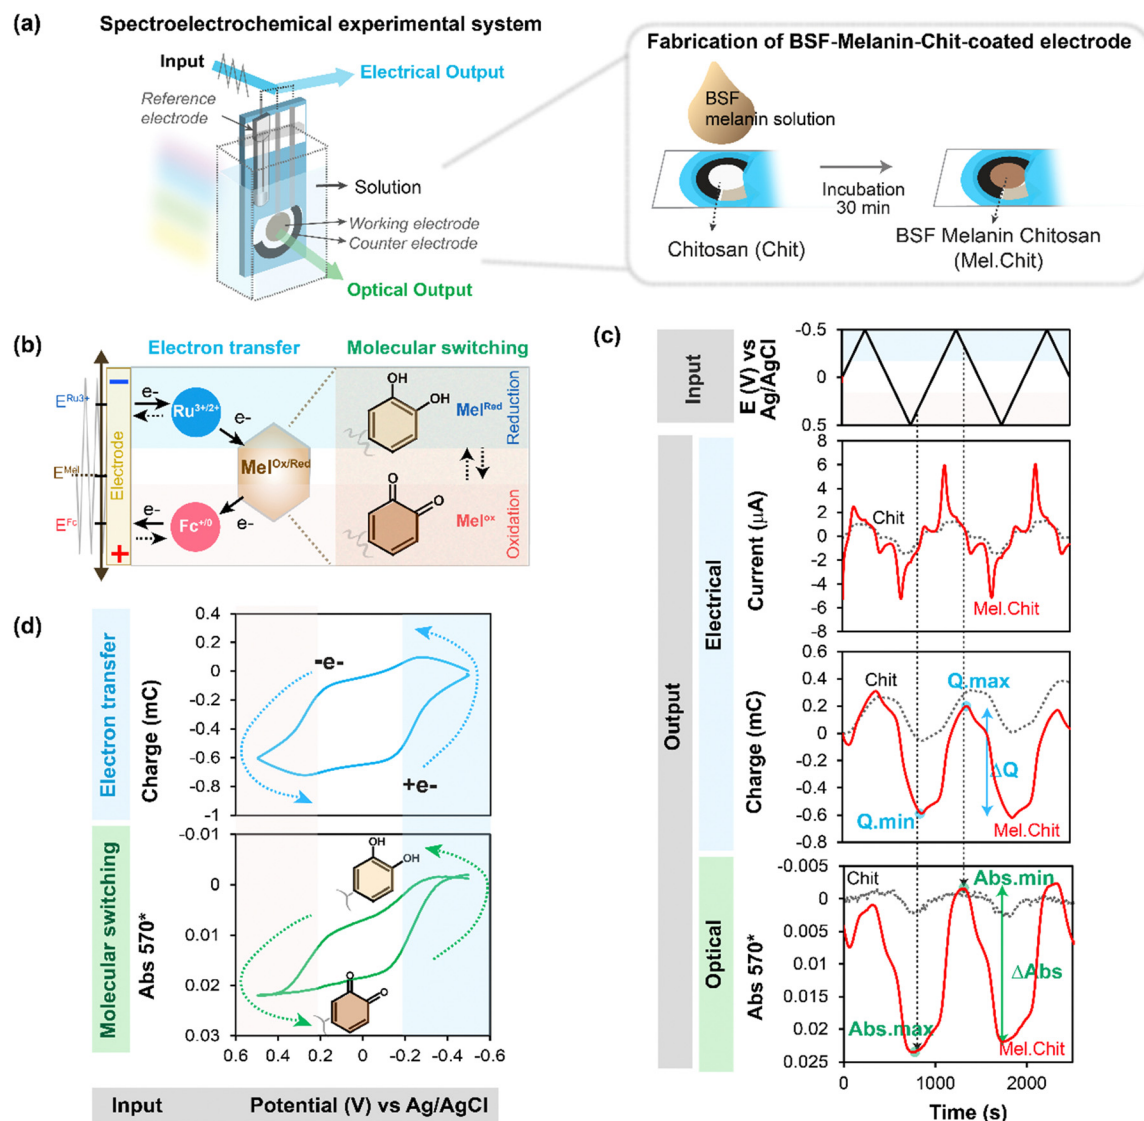 (a)
Spectroelectrochemical experimental system
Input
Electrical Output
Reference
electrode
Solution
Working electrode
Counter electrode
Optical Output
Fabrication of BSF-Melanin-Chit-coated electrode
BSF
melanin solution
Incubation
30 min
Chitosan (Chit)
BSF Melanin Chitosan
(Mel.Chit)
(b)
Electron transfer
Molecular switching
E^Ru3+
E^Mel
E^Fc
Electrode
−
+
e-
Ru^3+/2+
e-
Mel^Ox/Red
e-
Fc^+/0
e-
OH
OH
Mel^Red
Reduction
O
O
Mel^ox
Oxidation
(c)
Input
E (V) vs
Ag/AgCl
-0.5
0
0.5
Output
Electrical
Current (μA)
8
6
4
2
0
-2
-4
-6
-8
Chit
Mel.Chit
Charge (mC)
0.6
0.4
0.2
0
-0.2
-0.4
-0.6
-0.8
Chit
Q.max
ΔQ
Q.min
Mel.Chit
Optical
Abs 570*
-0.005
0
0.005
0.01
0.015
0.02
0.025
Chit
Abs.min
ΔAbs
Abs.max
Mel.Chit
0
1000
2000
Time (s)
(d)
Electron transfer
Charge (mC)
0.4
0.2
0
-0.2
-0.4
-0.6
-0.8
-1
-e-
+e-
Molecular switching
Abs 570*
-0.01
0
0.01
0.02
0.03
OH
OH
O
O
0.6
0.4
0.2
0
-0.2
-0.4
-0.6
Input
Potential (V) vs Ag/AgCl